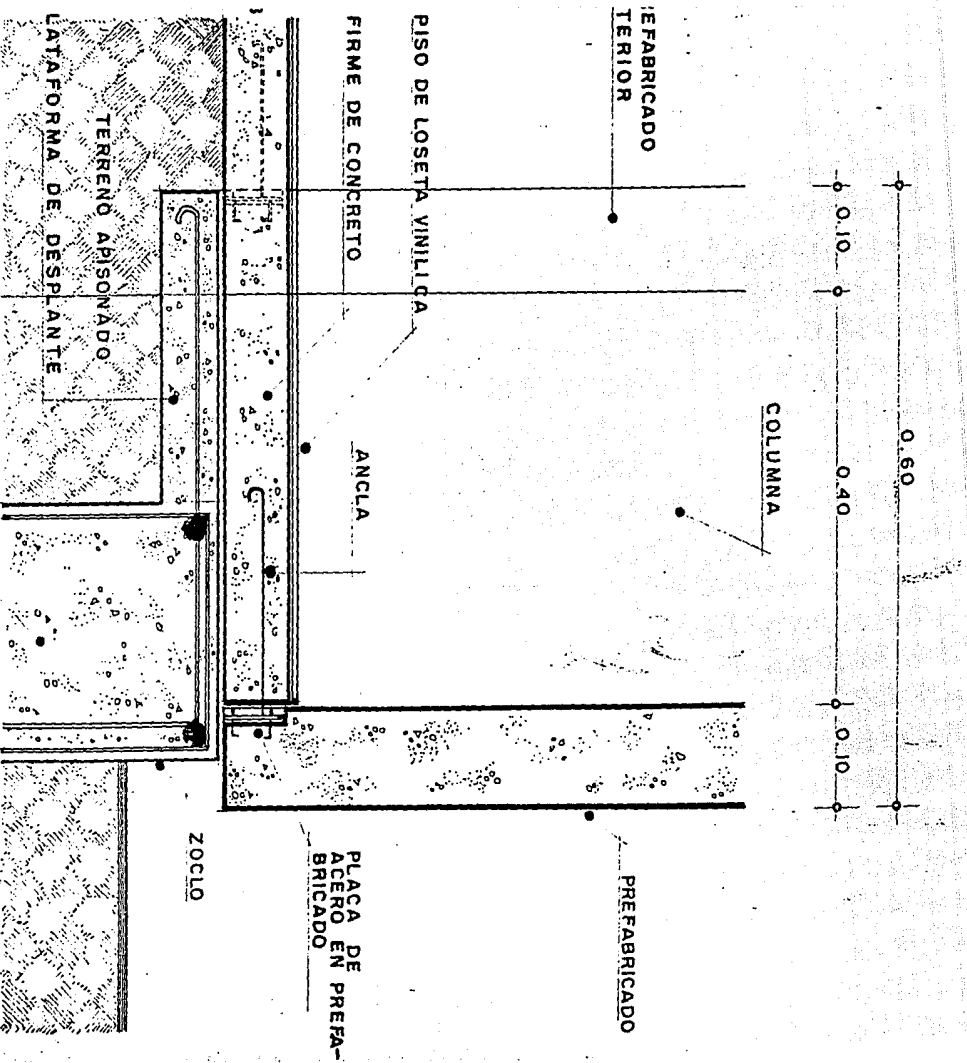 0.60
0.10 0.40 0.10
COLUMNA
EFABRICADO
TERIOR
PREFABRICADO
PISO DE LOSETA VINILICA
FIRME DE CONCRETO
ANCLA
PLACA DE
ACERO EN PREFA-
BRICADO
ZOCLO
TERRENO APISONADO
LATAFORMA DE DESPLANTE